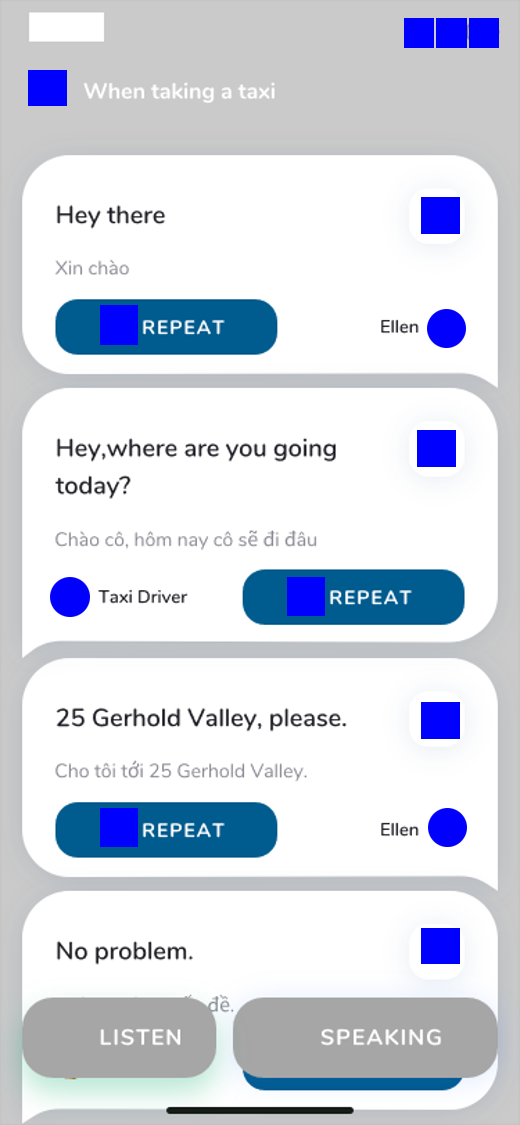 When taking a taxi
Hey there
Xin chào
REPEAT
Ellen
Hey,where are you going
today?
Chào cô, hôm nay cô sẽ đi đâu
Taxi Driver
REPEAT
25 Gerhold Valley, please.
Cho tôi tới 25 Gerhold Valley.
REPEAT
Ellen
No problem.
đề.
LISTEN
SPEAKING